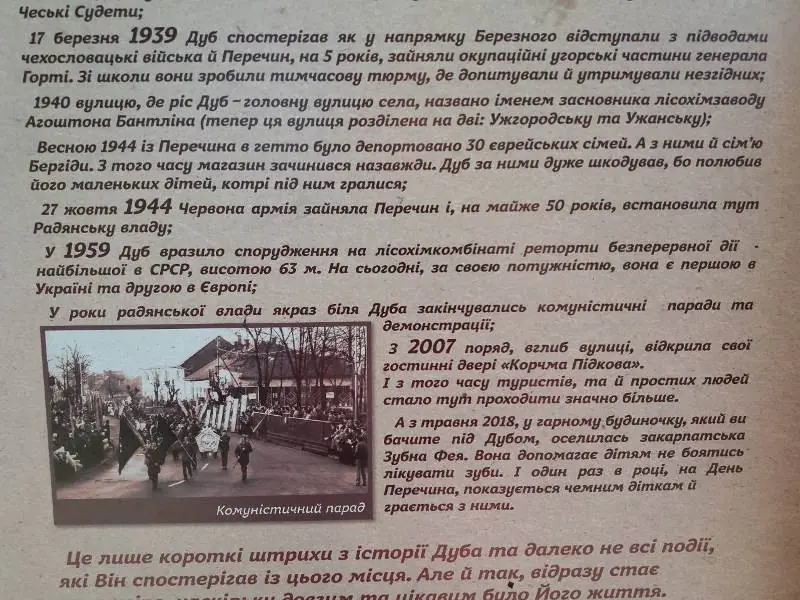 Чеські Судети;
17 березня 1939 Дуб спостерігав як у напрямку Березного відступали з підводами
чехословацькі війська й Перечин, на 5 років, зайняли окупаційні угорські частини генерала
Горті. Зі школи вони зробили тимчасову тюрму, де допитували й утримували незгідних;
1940 вулицю, де ріс Дуб – головну вулицю села, названо іменем засновника лісохімзаводу
Агоштона Бантліна (тепер ця вулиця розділена на дві: Ужгородську та Ужанську);
Весною 1944 із Перечина в гетто було депортовано 30 еврейських сімей. А з ними й сім'ю
Бергіди. З того часу магазин зачинився назавжди. Дуб за ними дуже шкодував, бо полюбив
його маленьких дітей, котрі під ним гралися;
27 жовтя 1944 Червона армія зайняла Перечин і, на майже 50 років, встановила тут
Радянську владу;
У 1959 Дуб вразило спорудження на лісохімкомбінаті реторти безперервної дії -
найбільшої в СРСР, висотою 63 м. На сьогодні, за своєю потужністю, вона є першою в
Україні та другою в Європі;
У роки радянської влади якраз біля Дуба закінчувались комуністичні паради та
демонстрації;
З 2007 поряд, вглиб вулиці, відкрила свої
гостинні двері «Корчма Підкова».
І з того часу туристів, та й простих людей
стало тут проходити значно більше.
А з травня 2018, у гарному будиночку, який ви
бачите під Дубом, оселилась закарпатська
Зубна Фея. Вона допомагає дітям не боятись
лікувати зуби. І один раз в році, на День
Перечина, показується чемним діткам й
грається з ними.
Комуністичний парад
Це лише короткі штрихи з історії Дуба та далеко не всі події,
які Він спостерігав із цього місця. Але й так, відразу стає
довгим та цікавим було Його життя.